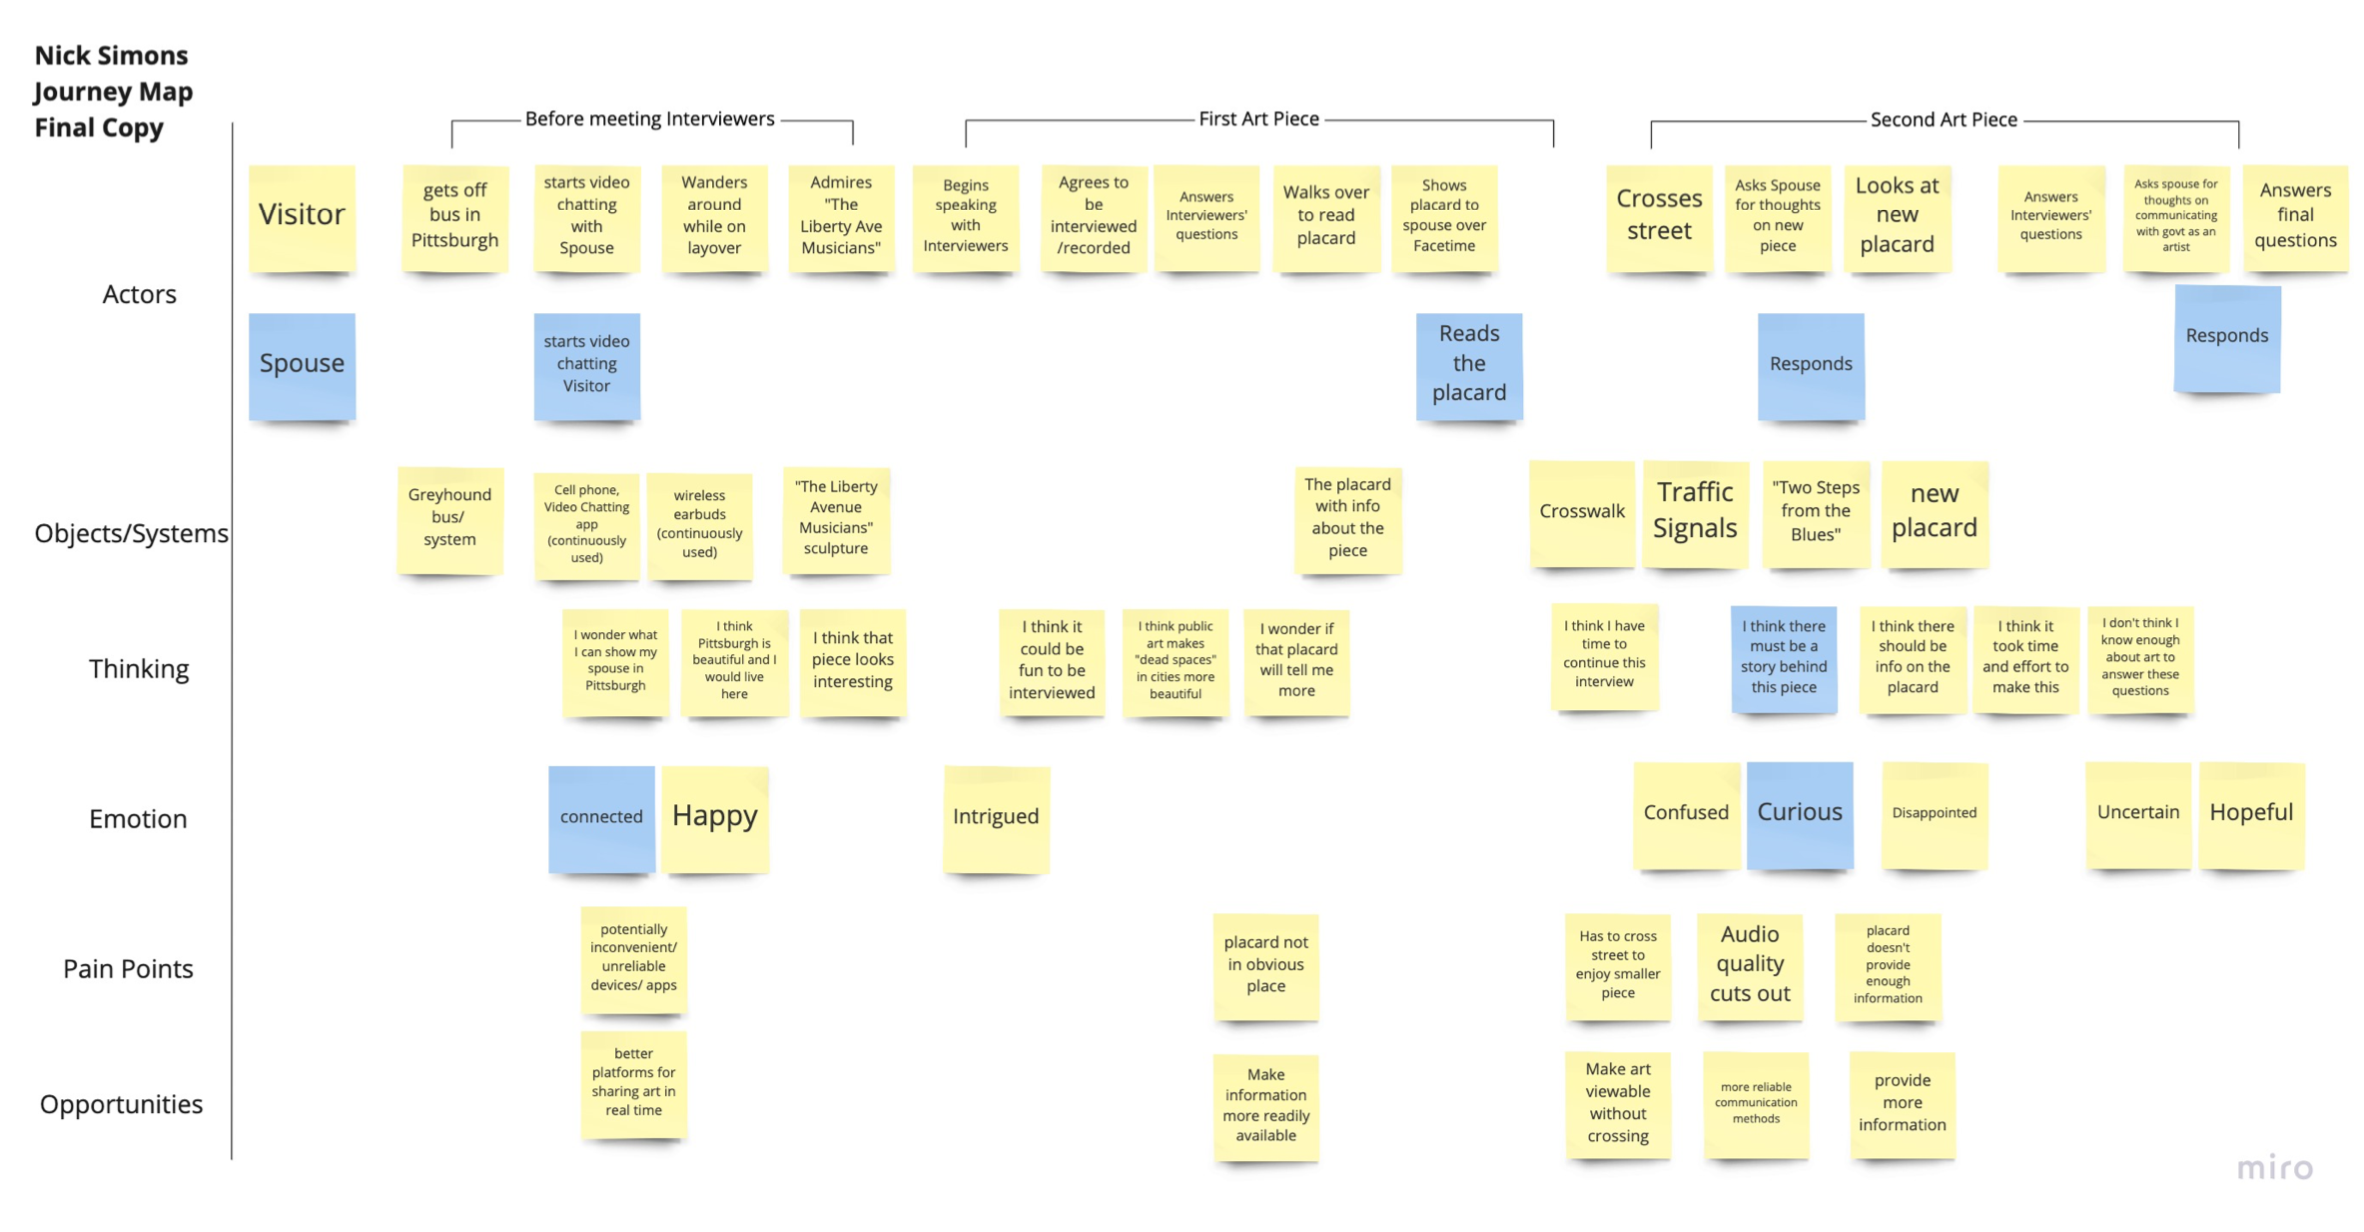 Nick Simons
Journey Map
Final Copy
Before meeting Interviewers
First Art Piece
Second Art Piece
Actors
Visitor
gets off
bus in
Pittsburgh
starts video
chatting
with
Spouse
Wanders
around
while on
layover
Admires
"The
Liberty Ave
Musicians"
Begins
speaking
with
Interviewers
Agrees to
be
interviewed
/recorded
Answers
Interviewers'
questions
Walks over
to read
placard
Shows
placard to
spouse over
Facetime
Crosses
street
Asks Spouse
for thoughts
on new
piece
Looks at
new
placard
Answers
Interviewers'
questions
Asks spouse for
thoughts on
communicating
with govt as an
artist
Answers
final
questions
Spouse
starts video
chatting
Visitor
Reads
the
placard
Responds
Responds
Objects/Systems
Greyhound
bus/
system
Cell phone,
Video Chatting
app
(continuously
used)
wireless
earbuds
(continuously
used)
"The Liberty
Avenue
Musicians"
sculpture
The placard
with info
about the
piece
Crosswalk
Traffic
Signals
"Two Steps
from the
Blues"
new
placard
Thinking
I wonder what
I can show my
spouse in
Pittsburgh
I think
Pittsburgh is
beautiful and I
would live
here
I think that
piece looks
interesting
I think it
could be
fun to be
interviewed
I think public
art makes
"dead spaces"
in cities more
beautiful
I wonder if
that placard
will tell me
more
I think I have
time to
continue this
interview
I think there
must be a
story behind
this piece
I think there
should be
info on the
placard
I think it
took time
and effort to
make this
I don't think I
know enough
about art to
answer these
questions
Emotion
connected
Happy
Intrigued
Confused
Curious
Disappointed
Uncertain
Hopeful
Pain Points
potentially
inconvenient/
unreliable
devices/ apps
placard not
in obvious
place
Has to cross
street to
enjoy smaller
piece
Audio
quality
cuts out
placard
doesn't
provide
enough
information
Opportunities
better
platforms for
sharing art in
real time
Make
information
more readily
available
Make art
viewable
without
crossing
more reliable
communication
methods
provide
more
information
miro